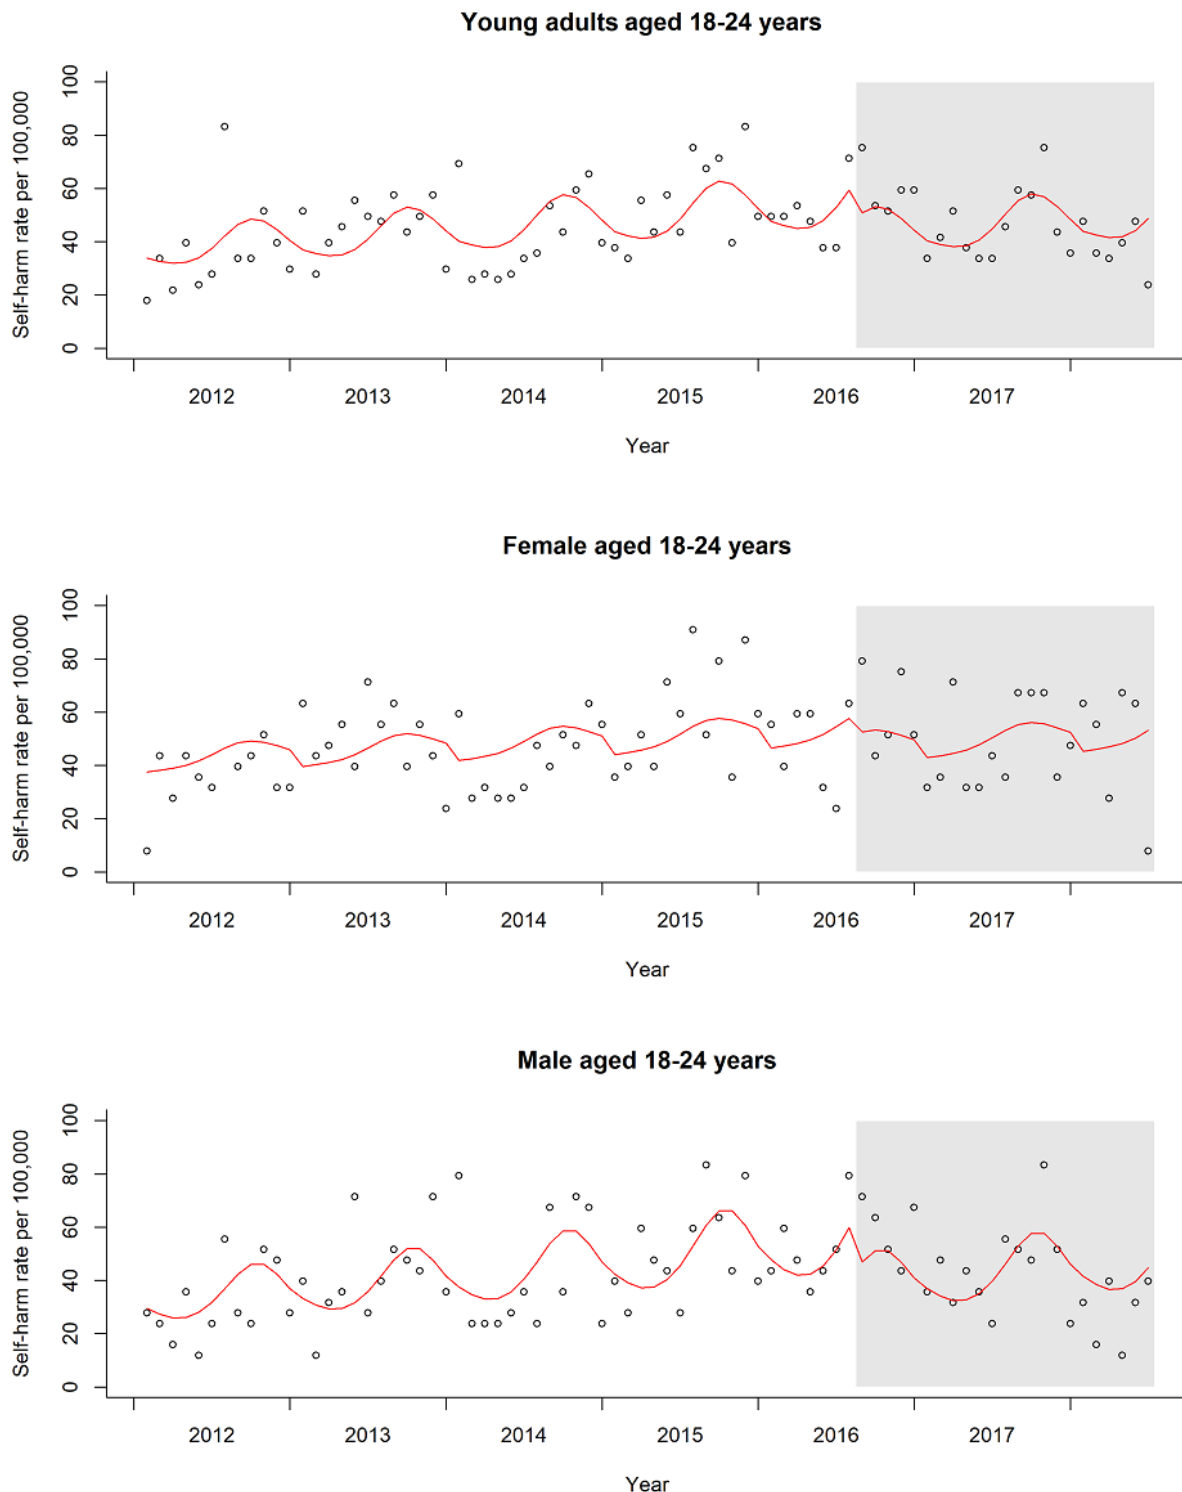 Young adults aged 18-24 years
Self-harm rate per 100,000
100
80
60
40
20
0
2012 2013 2014 2015 2016 2017
Year
Female aged 18-24 years
Self-harm rate per 100,000
100
80
60
40
20
0
2012 2013 2014 2015 2016 2017
Year
Male aged 18-24 years
Self-harm rate per 100,000
100
80
60
40
20
0
2012 2013 2014 2015 2016 2017
Year